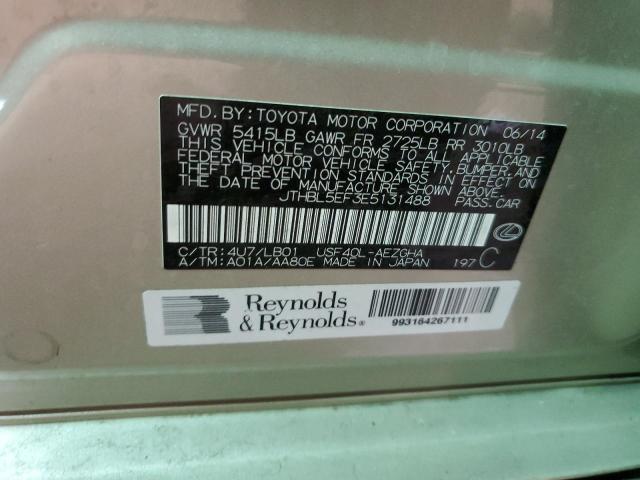 MFD. BY: TOYOTA MOTOR CORPORATION 06/14
GVWR 5415LB GAWR FR 2725LB RR 3010LB
THIS VEHICLE CONFORMS TO ALL APPLICABLE
FEDERAL MOTOR VEHICLE SAFETY, BUMPER, AND
THEFT PREVENTION STANDARDS IN EFFECT ON
THE DATE OF MANUFACTURE SHOWN ABOVE.
JTHBL5EF3E5131488 PASS.CAR
C/TR: 4U7/LB01 USF40L-AEZGHA
A/TM: A01A/AA80E MADE IN JAPAN 197 C
Reynolds
& Reynolds®
993164267111